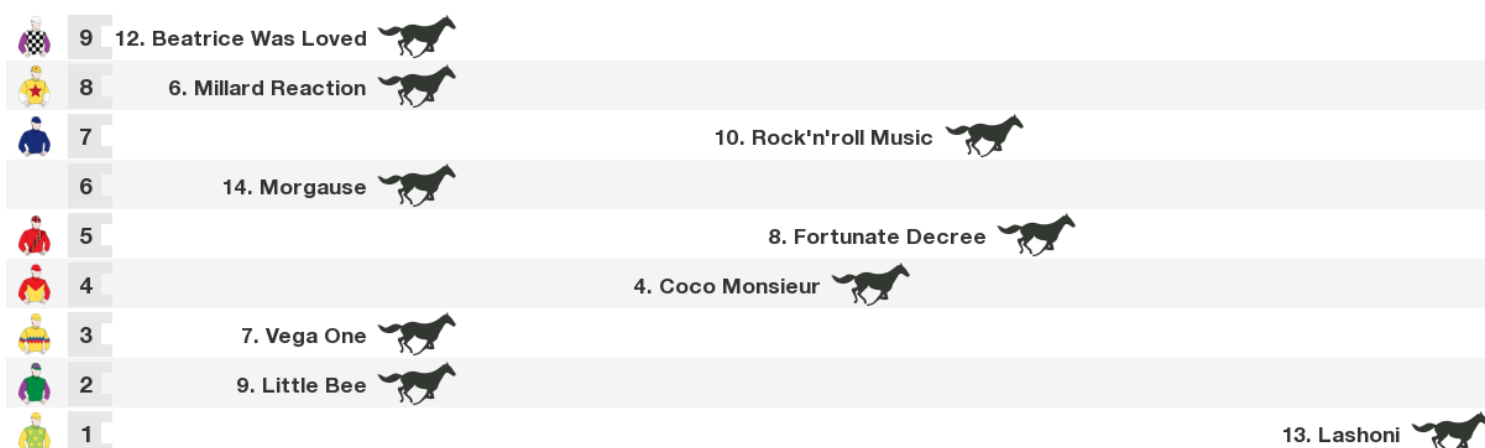 9 12. Beatrice Was Loved
8 6. Millard Reaction
7 10. Rock'n'roll Music
6 14. Morgause
5 8. Fortunate Decree
4 4. Coco Monsieur
3 7. Vega One
2 9. Little Bee
1 13. Lashoni